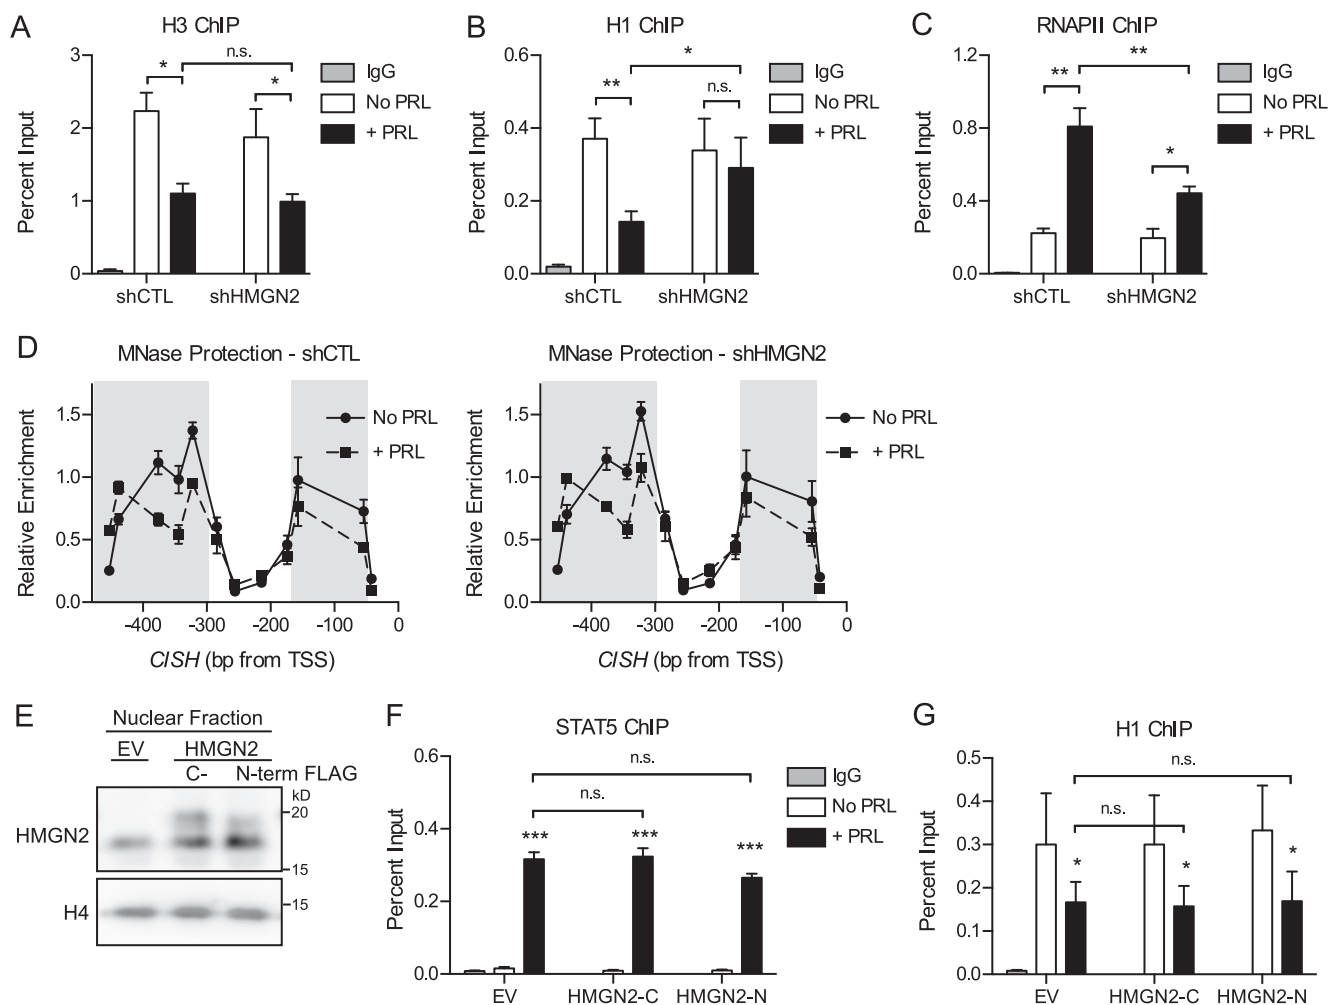 A
H3 ChIP
Percent Input
3
2
1
0
*
n.s.
*
IgG
No PRL
+ PRL
shCTL
shHMGN2
B
H1 ChIP
Percent Input
0.6
0.4
0.2
0.0
**
*
n.s.
IgG
No PRL
+ PRL
shCTL
shHMGN2
C
RNAPII ChIP
Percent Input
1.2
0.8
0.4
0.0
**
**
*
IgG
No PRL
+ PRL
shCTL
shHMGN2
D
MNase Protection - shCTL
Relative Enrichment
1.5
1.0
0.5
0.0
No PRL
+ PRL
-400 -300 -200 -100 0
CISH (bp from TSS)
MNase Protection - shHMGN2
Relative Enrichment
1.5
1.0
0.5
0.0
No PRL
+ PRL
-400 -300 -200 -100 0
CISH (bp from TSS)
E
Nuclear Fraction
EV HMGN2
C- N-term FLAG
kD
HMGN2
20
15
H4
15
F
STAT5 ChIP
Percent Input
0.6
0.4
0.2
0.0
n.s.
n.s.
*** *** ***
IgG
No PRL
+ PRL
EV HMGN2-C HMGN2-N
G
H1 ChIP
Percent Input
0.5
0.4
0.3
0.2
0.1
0.0
n.s.
n.s.
* * *
EV HMGN2-C HMGN2-N